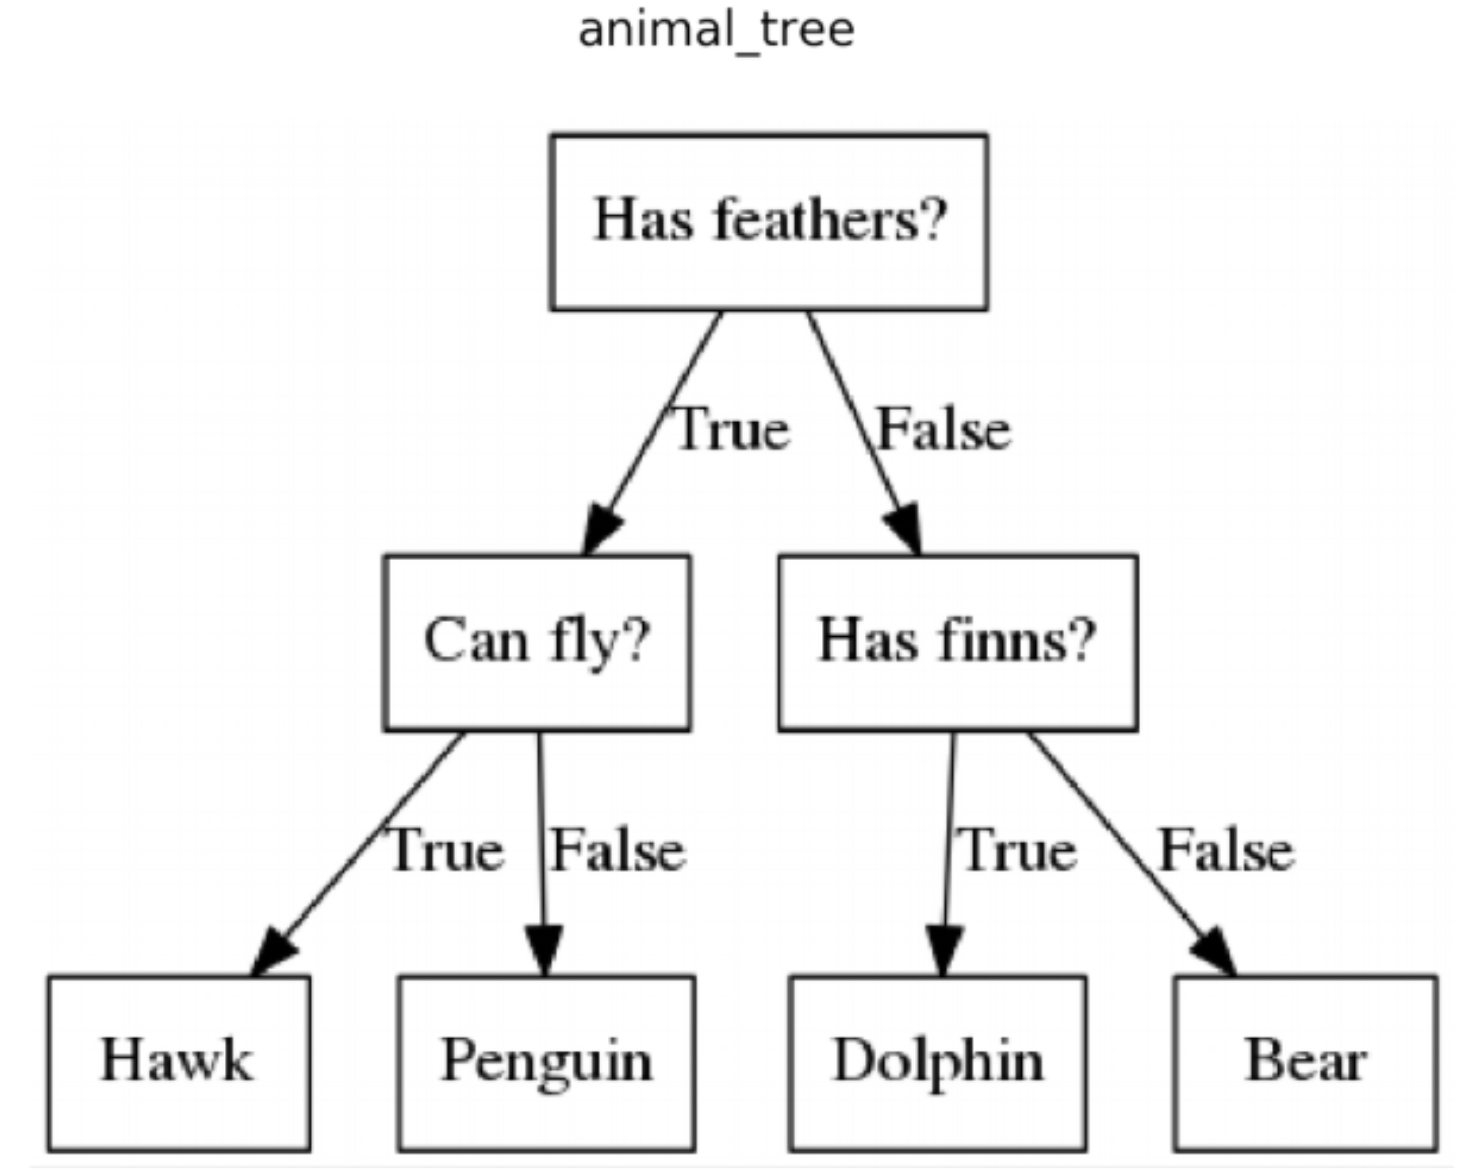 animal_tree
Has feathers?
True False
Can fly? Has finns?
True False True False
Hawk Penguin Dolphin Bear